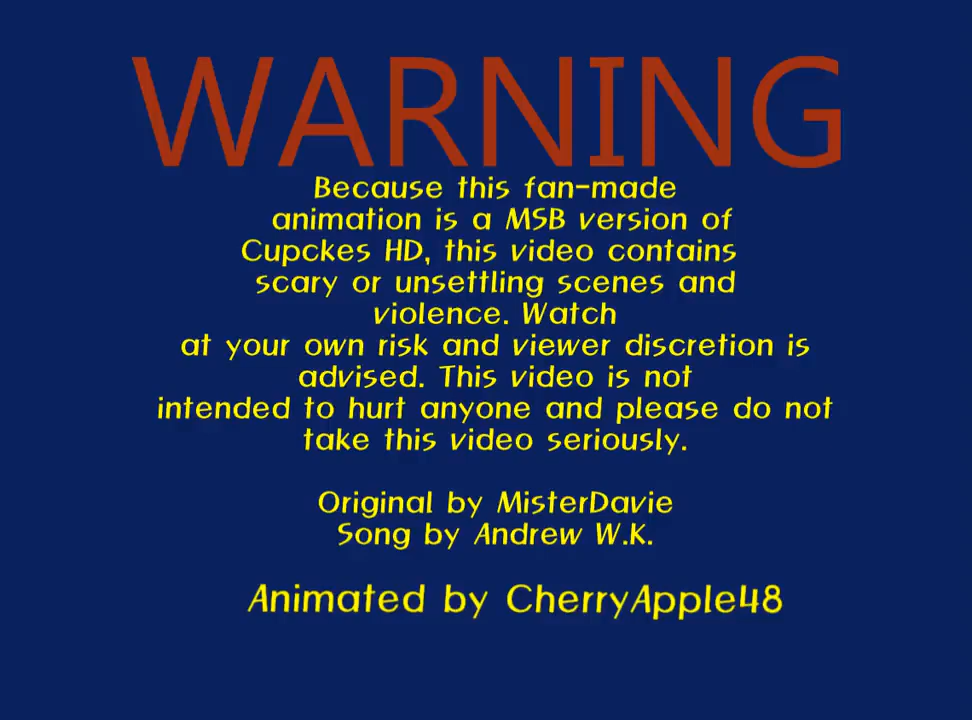 WARNING
Because this fan-made
animation is a MSB version of
Cupckes HD, this video contains
scary or unsettling scenes and
violence. Watch
at your own risk and viewer discretion is
advised. This video is not
intended to hurt anyone and please do not
take this video seriously.
Original by MisterDavie
Song by Andrew W.K.
Animated by CherryApple48